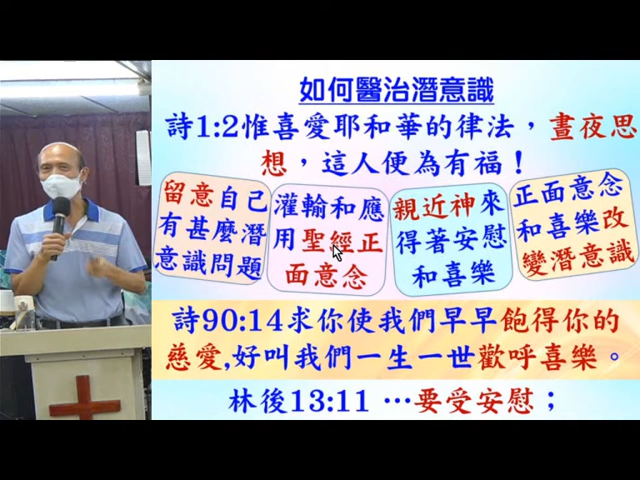 如何醫治潛意識
詩1:2惟喜愛耶和華的律法，晝夜思
想，這人便為有福！
留意自己
有甚麼潛
意識問題
灌輸和應
用聖經正
面意念
親近神來
得著安慰
和喜樂
正面意念
和喜樂改
變潛意識
詩90:14求你使我們早早飽得你的
慈愛,好叫我們一生一世歡呼喜樂。
林後13:11 …要受安慰；